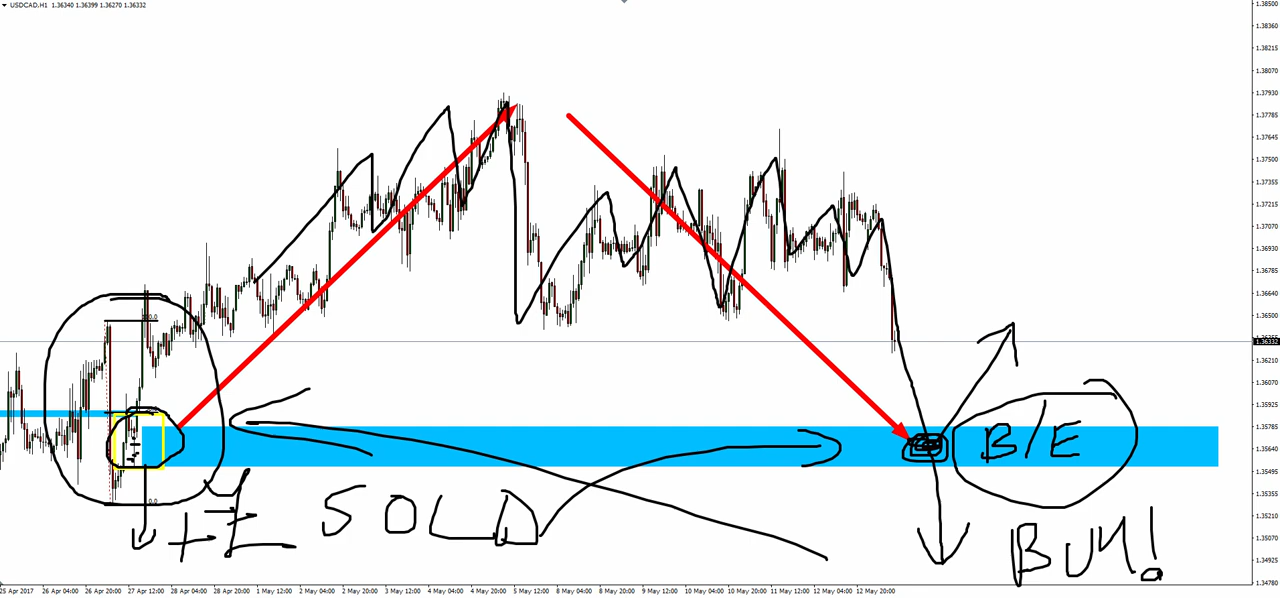 USDCAD,H1 1.36340 1.36399 1.36270 1.36332
1.38500
1.38360
1.38215
1.38070
1.37930
1.37785
1.37640
1.37500
1.37355
1.37210
1.37070
1.36930
1.36785
1.36640
1.36500
1.36332
1.36210
1.36070
1.35925
1.35785
1.35640
1.35495
1.35355
1.35210
1.35070
1.34925
1.34780
0.0
B/E
SOLD
BUY!
25 Apr 2017
26 Apr 04:00
26 Apr 20:00
27 Apr 12:00
28 Apr 04:00
28 Apr 20:00
1 May 12:00
2 May 04:00
2 May 20:00
3 May 12:00
4 May 04:00
4 May 20:00
5 May 12:00
8 May 04:00
8 May 20:00
9 May 12:00
10 May 04:00
10 May 20:00
11 May 12:00
12 May 04:00
12 May 20:00